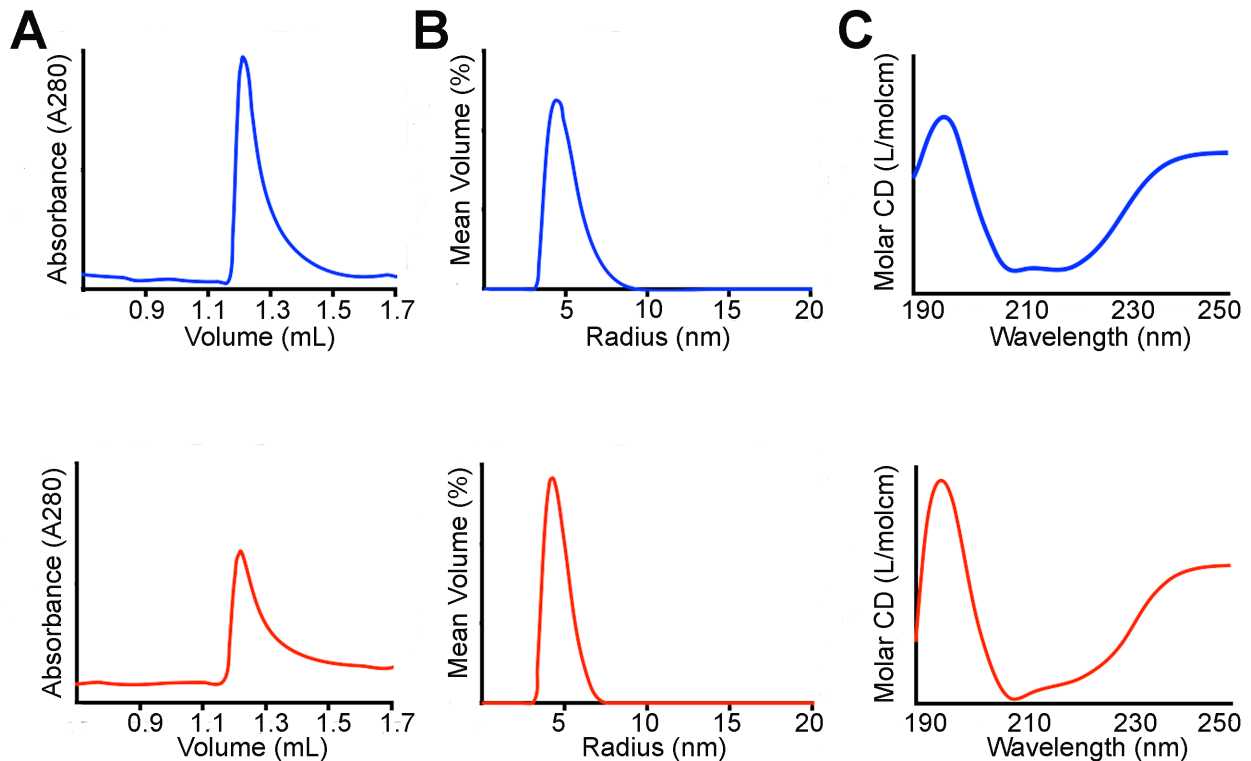 A
B
C
Absorbance (A280)
0.9 1.1 1.3 1.5 1.7
Volume (mL)
Mean Volume (%)
5 10 15 20
Radius (nm)
Molar CD (L/molcm)
190 210 230 250
Wavelength (nm)
Absorbance (A280)
0.9 1.1 1.3 1.5 1.7
Volume (mL)
Mean Volume (%)
5 10 15 20
Radius (nm)
Molar CD (L/molcm)
190 210 230 250
Wavelength (nm)